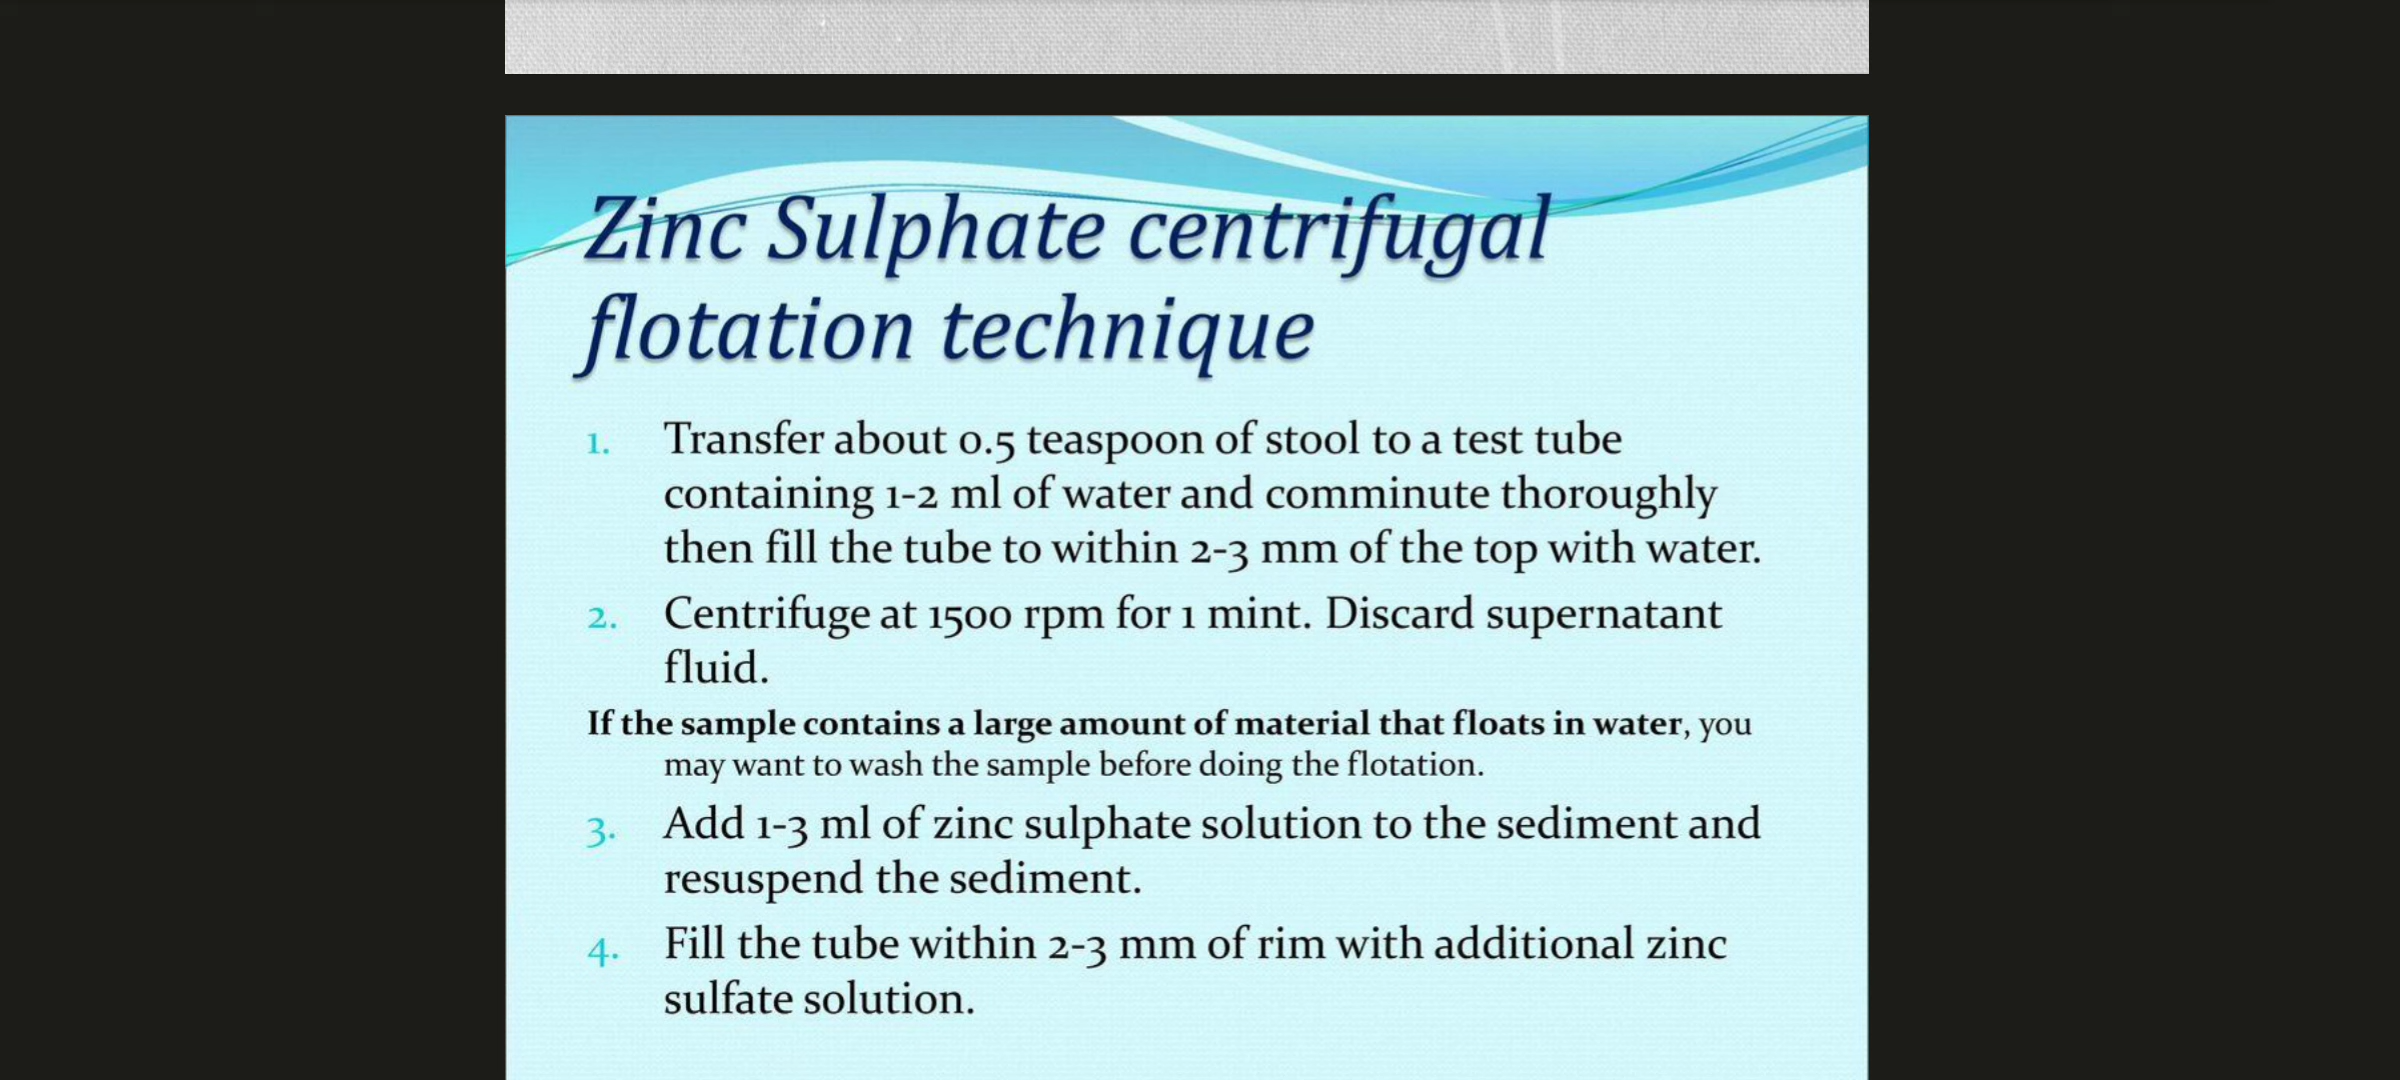 Zinc Sulphate centrifugal
flotation technique
1. Transfer about 0.5 teaspoon of stool to a test tube
containing 1-2 ml of water and comminute thoroughly
then fill the tube to within 2-3 mm of the top with water.
2. Centrifuge at 1500 rpm for 1 mint. Discard supernatant
fluid.
If the sample contains a large amount of material that floats in water, you
may want to wash the sample before doing the flotation.
3. Add 1-3 ml of zinc sulphate solution to the sediment and
resuspend the sediment.
4. Fill the tube within 2-3 mm of rim with additional zinc
sulfate solution.